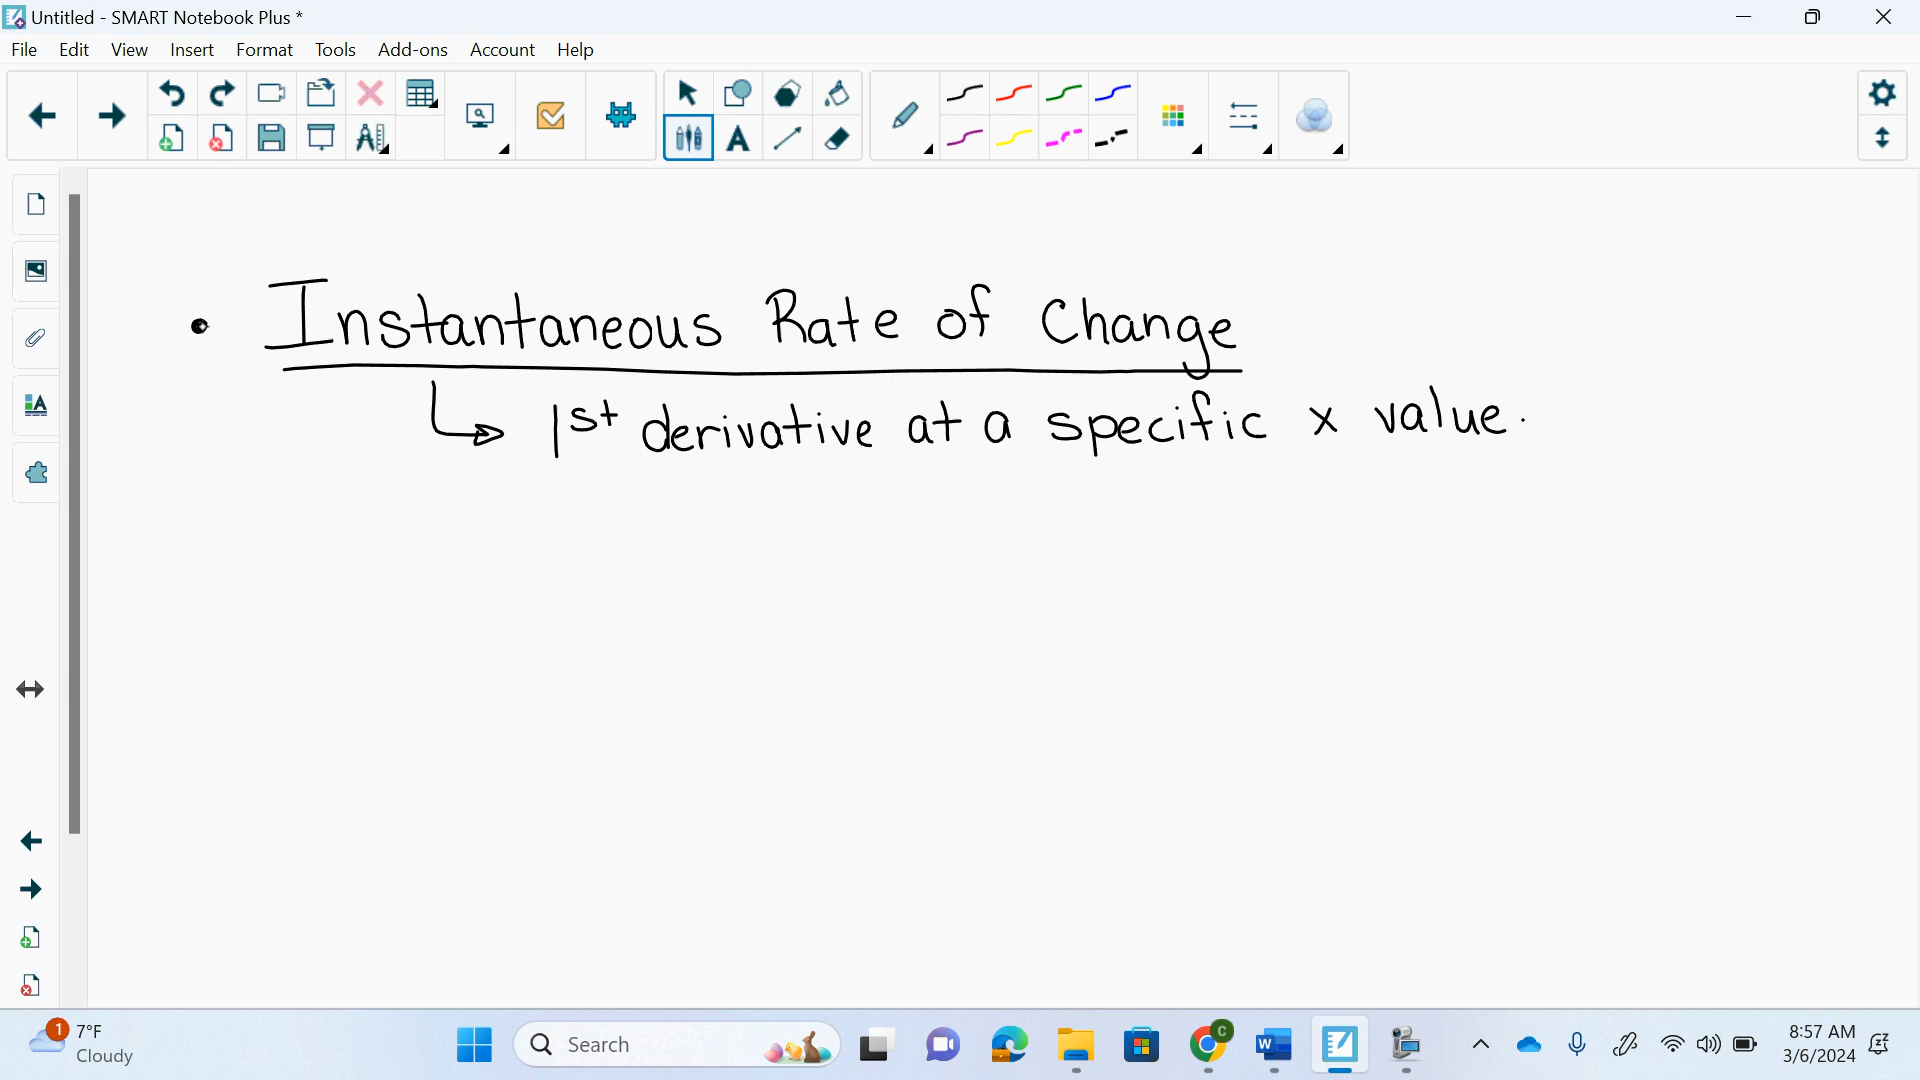 Untitled - SMART Notebook Plus *
File Edit View Insert Format Tools Add-ons Account Help
• Instantaneous Rate of Change
1st derivative at a specific x value.
1 7°F
Cloudy
Search
C
8:57 AM
3/6/2024